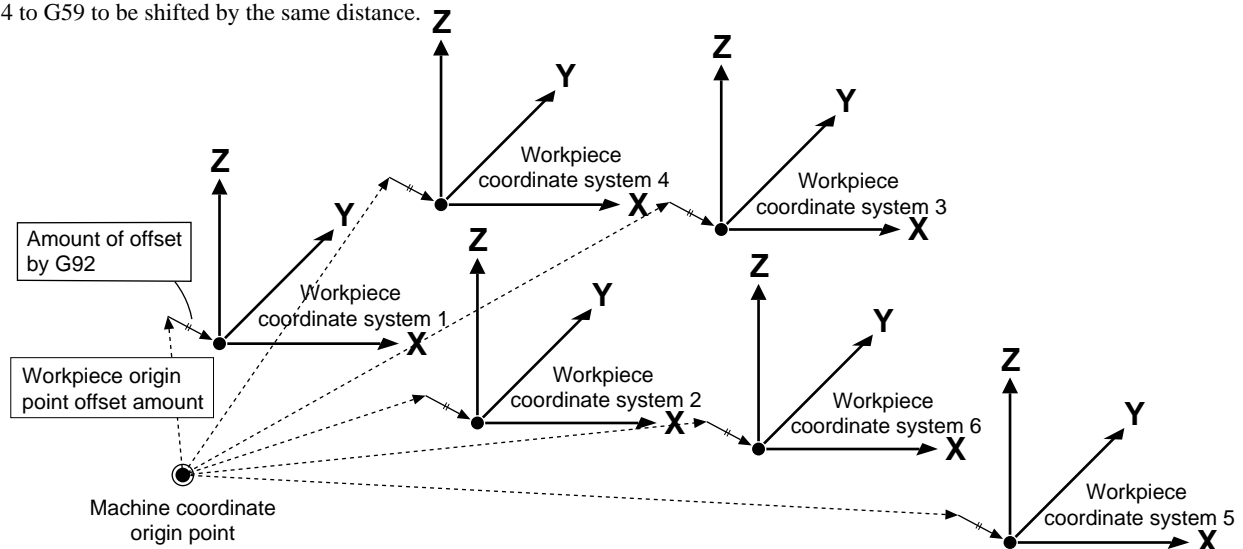 4 to G59 to be shifted by the same distance.
Z
Y
Workpiece
coordinate system 4
X
Z
Y
Workpiece
coordinate system 3
X
Z
Y
Amount of offset
by G92
Workpiece
coordinate system 1
X
Z
Y
Workpiece
coordinate system 2
X
Z
Y
Workpiece
coordinate system 6
X
Workpiece origin
point offset amount
Z
Y
Workpiece
coordinate system 5
X
Machine coordinate
origin point